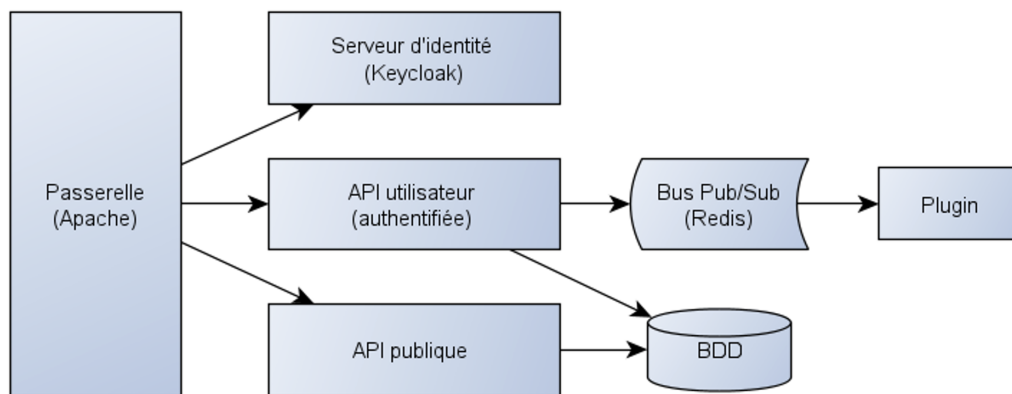 Serveur d'identité
(Keycloak)
Passerelle
(Apache)
API utilisateur
(authentifiée)
Bus Pub/Sub
(Redis)
Plugin
API publique
BDD